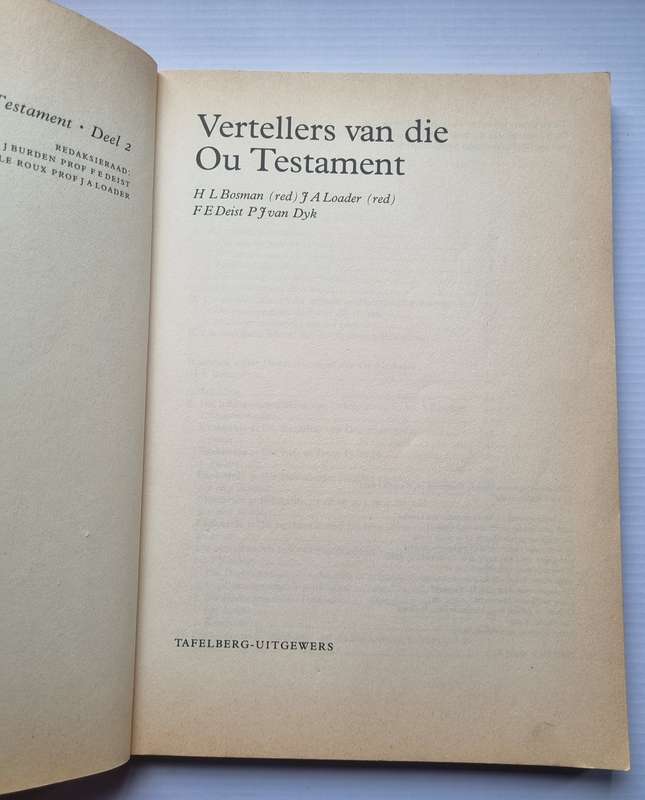 Testament · Deel 2
REDAKSIERAAD:
J BURDEN PROF F E DEIST
LE ROUX PROF J A LOADER
Vertellers van die
Ou Testament
H L Bosman (red) J A Loader (red)
F E Deist P J van Dyk
TAFELBERG-UITGEWERS